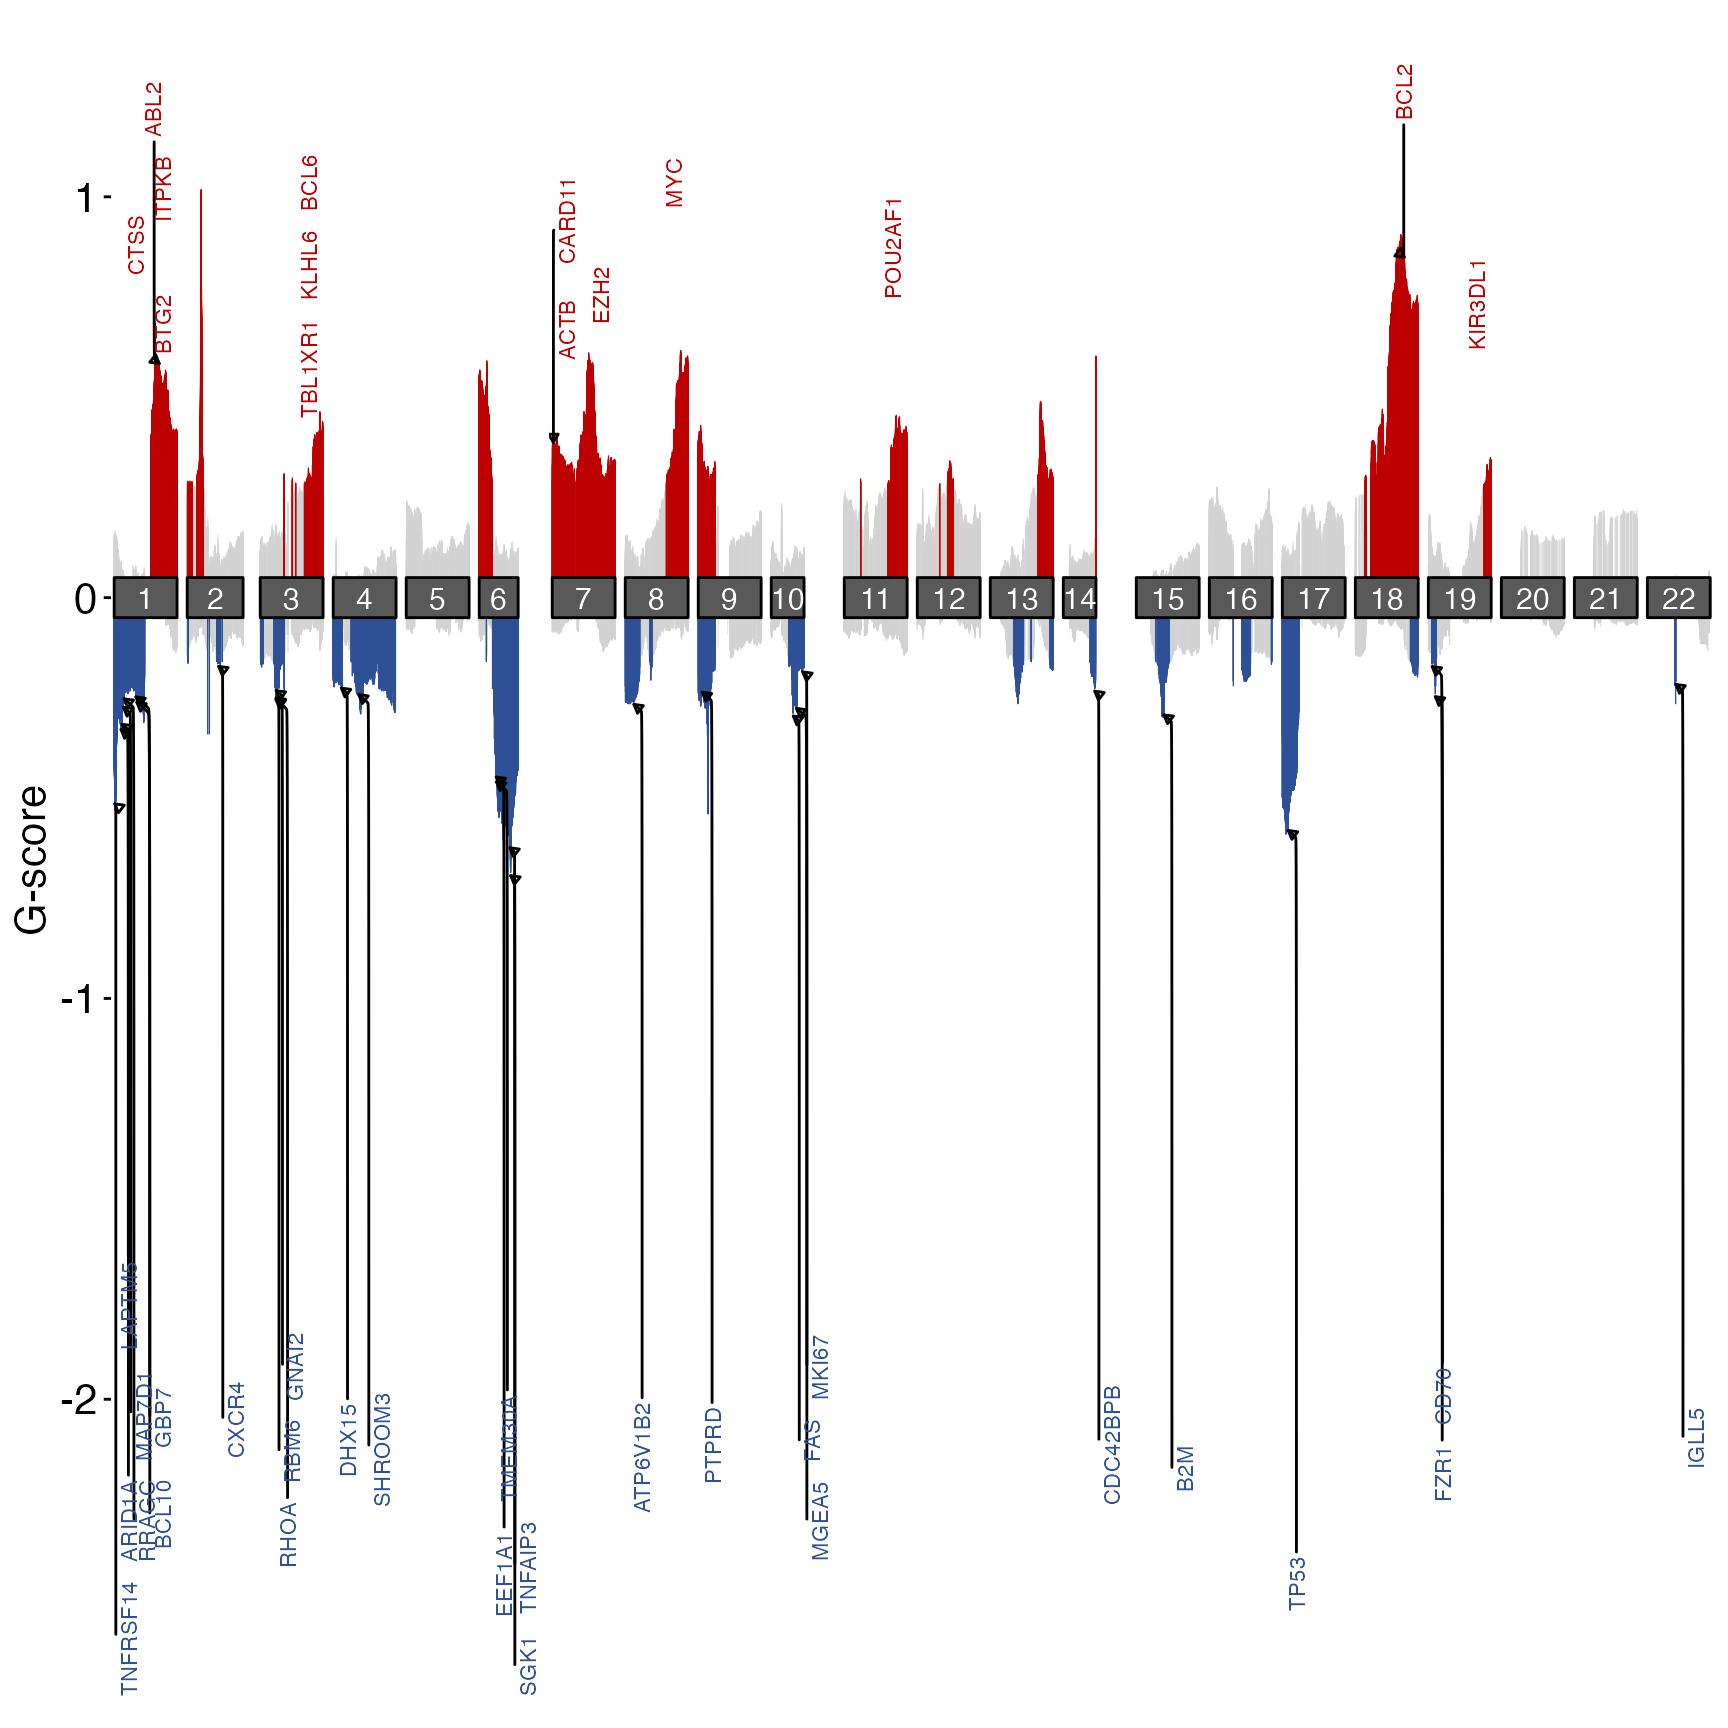 BCL2
ABL2
ITPKB
BCL6
MYC
CARD11
1
CTSS
KLHL6
POU2AF1
EZH2
KIR3DL1
BTG2
ACTB
TBL1XR1
0
1 2 3 4 5 6 7 8 9 10 11 12 13 14 15 16 17 18 19 20 21 22
G-score
-1
LAPTM5
GNAI2
MKI67
-2
MAP7D1
GBP7
CXCR4
RBM6
DHX15
SHROOM3
TMEM30A
ATP6V1B2
PTPRD
FAS
CDC42BPB
B2M
CD70
FZR1
IGLL5
ARID1A
RRAGC
BCL10
RHOA
EEF1A1
TNFAIP3
MGEA5
TP53
TNFRSF14
SGK1